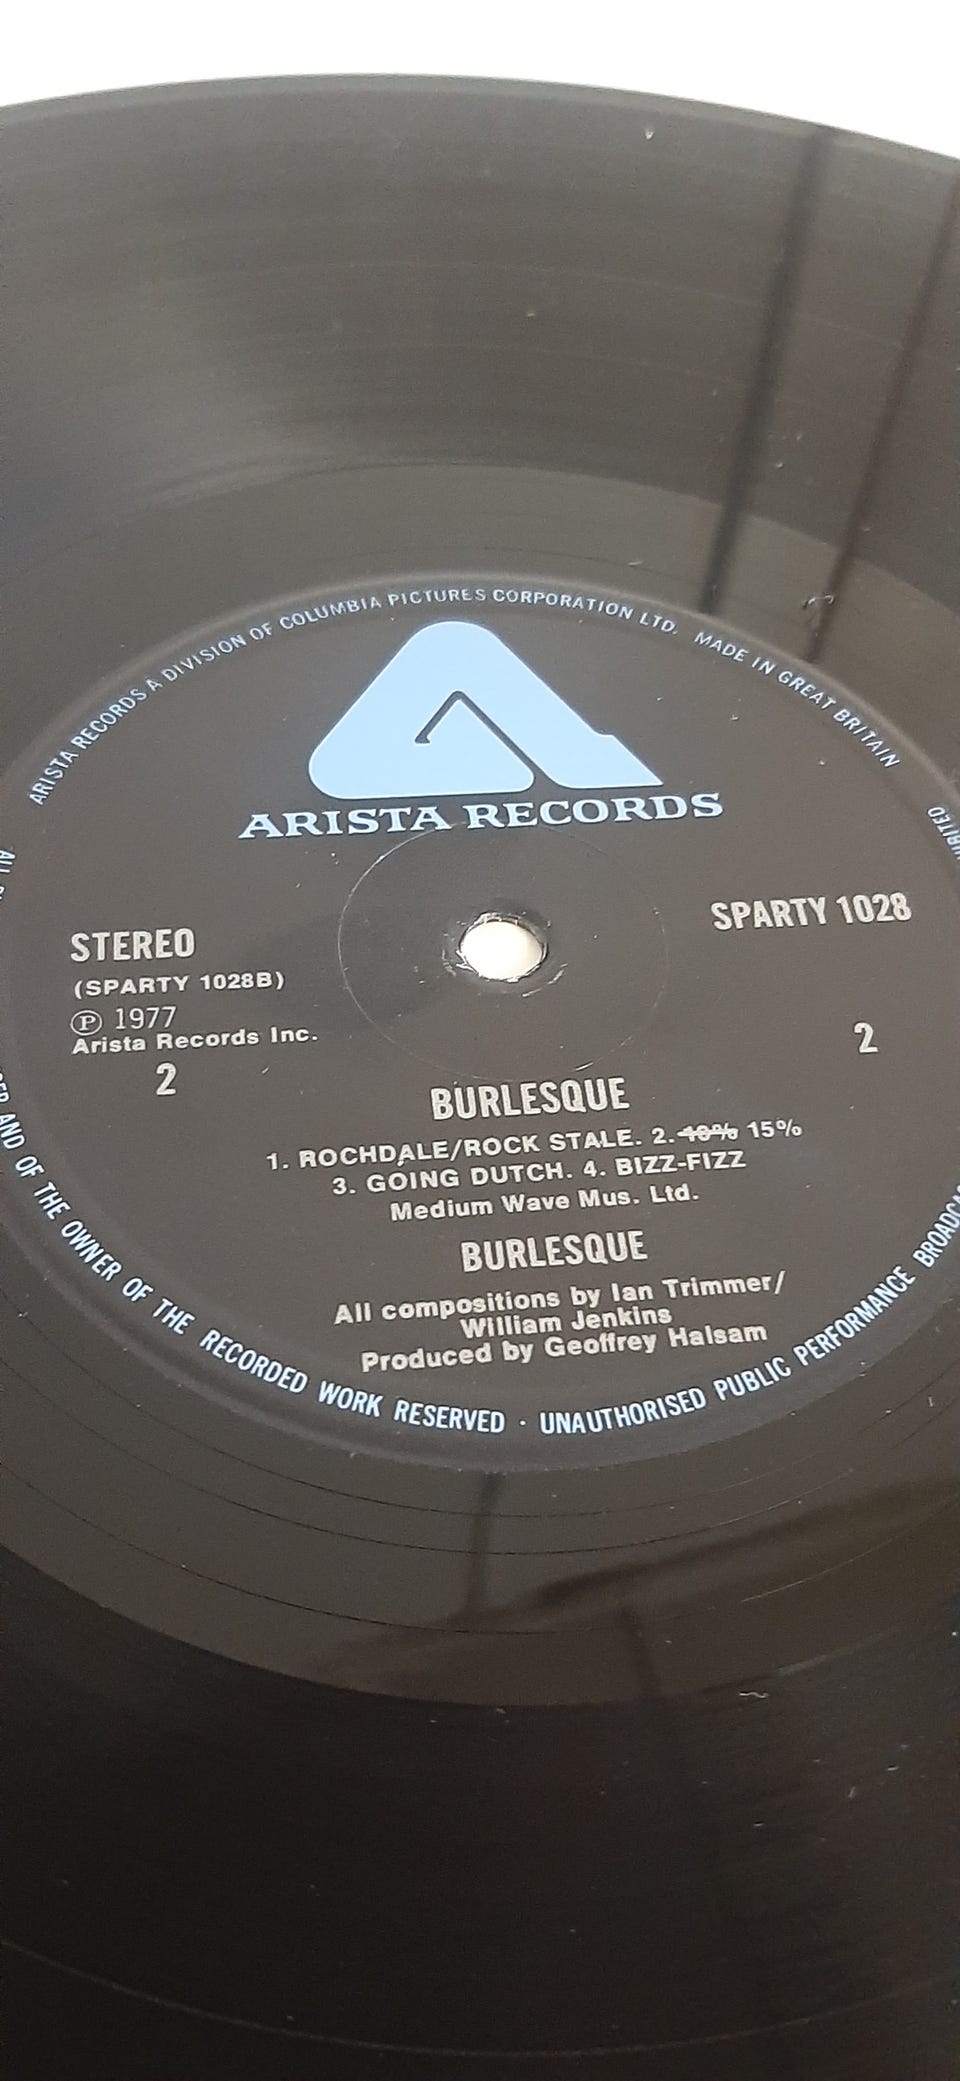 ARISTA RECORDS A DIVISION OF COLUMBIA PICTURES CORPORATION LTD. MADE IN GREAT BRITAIN
ARISTA RECORDS
SPARTY 1028
STEREO
(SPARTY 1028B)
Ⓟ 1977
Arista Records Inc.
2
2
BURLESQUE
1. ROCHDALE/ROCK STALE. 2. 10% 15%
3. GOING DUTCH. 4. BIZZ-FIZZ
Medium Wave Mus. Ltd.
BURLESQUE
All compositions by Ian Trimmer/
William Jenkins
Produced by Geoffrey Halsam
ALL
AND OF THE OWNER OF THE RECORDED WORK RESERVED · UNAUTHORISED PUBLIC PERFORMANCE